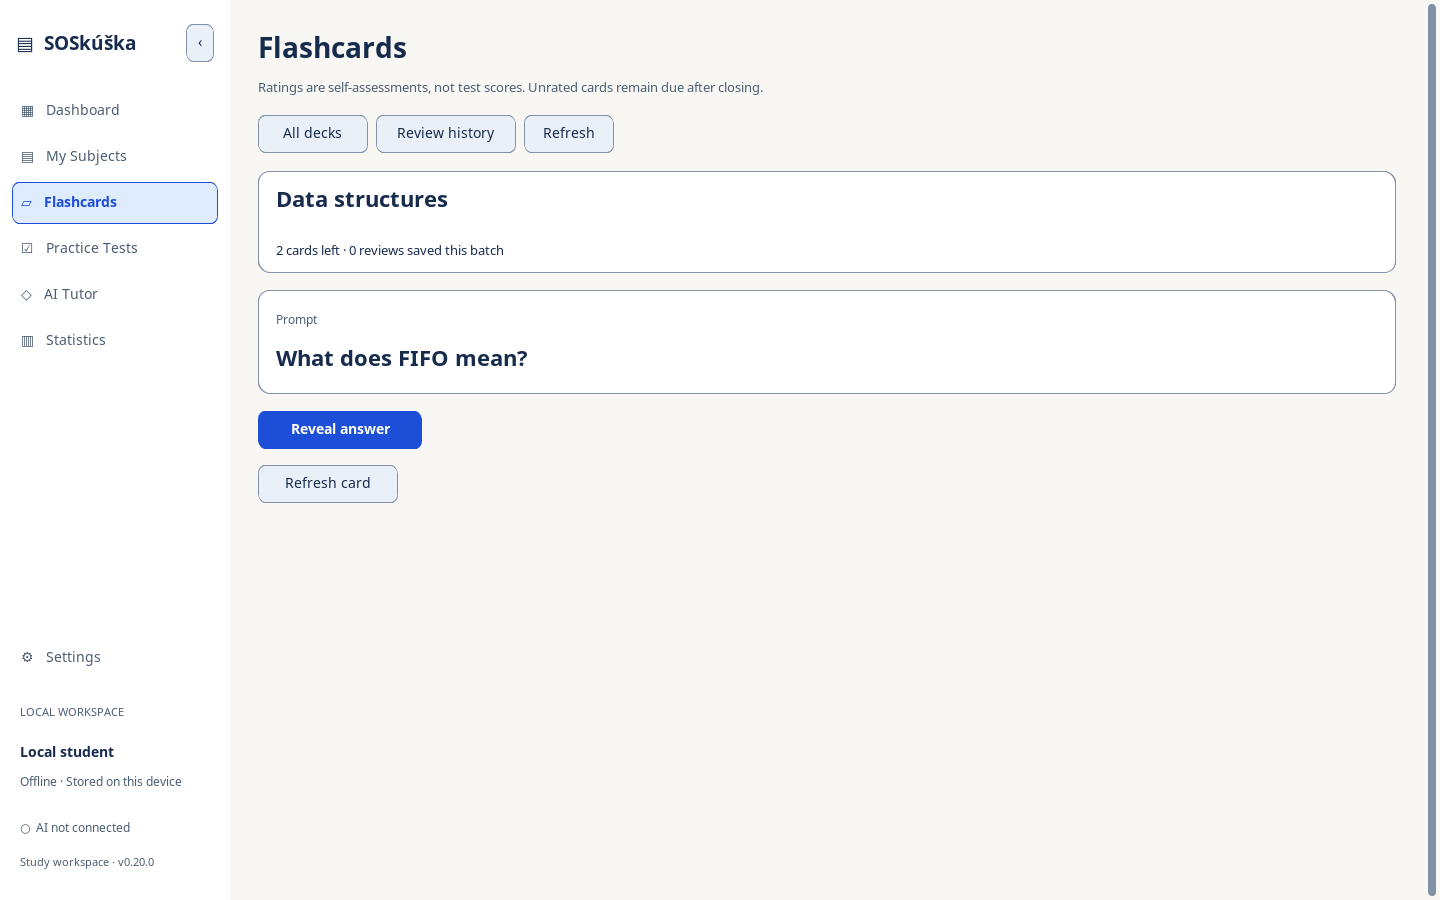 SOSkúška
Dashboard
My Subjects
Flashcards
Practice Tests
AI Tutor
Statistics
Settings
LOCAL WORKSPACE
Local student
Offline · Stored on this device
AI not connected
Study workspace · v0.20.0
Flashcards
Ratings are self-assessments, not test scores. Unrated cards remain due after closing.
All decks
Review history
Refresh
Data structures
2 cards left · 0 reviews saved this batch
Prompt
What does FIFO mean?
Reveal answer
Refresh card